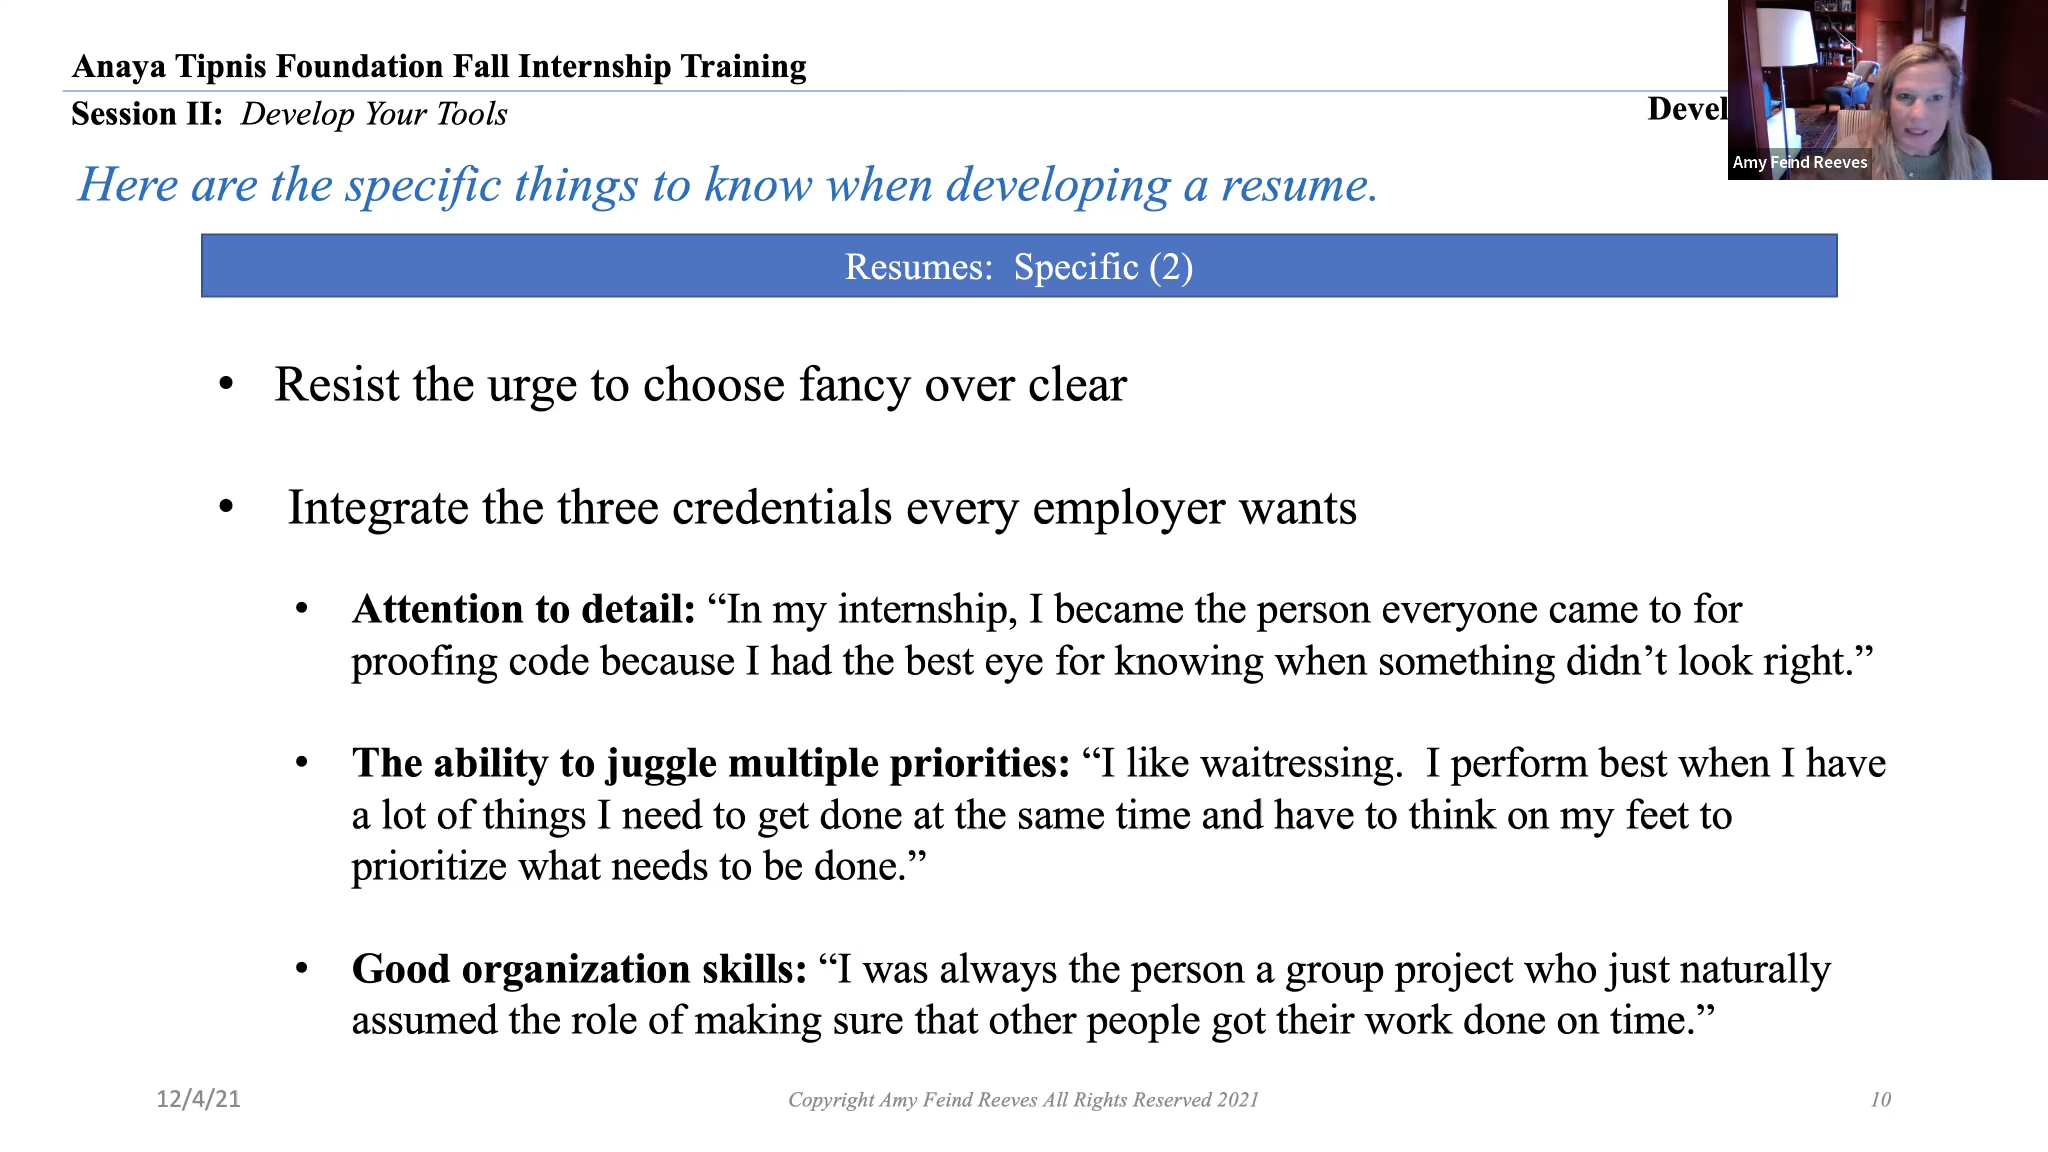 Anaya Tipnis Foundation Fall Internship Training
Session II: Develop Your Tools
Amy Feind Reeves
Here are the specific things to know when developing a resume.
Resumes: Specific (2)
• Resist the urge to choose fancy over clear
• Integrate the three credentials every employer wants
• Attention to detail: “In my internship, I became the person everyone came to for
proofing code because I had the best eye for knowing when something didn’t look right.”
• The ability to juggle multiple priorities: “I like waitressing. I perform best when I have
a lot of things I need to get done at the same time and have to think on my feet to
prioritize what needs to be done.”
• Good organization skills: “I was always the person a group project who just naturally
assumed the role of making sure that other people got their work done on time.”
12/4/21
Copyright Amy Feind Reeves All Rights Reserved 2021
10